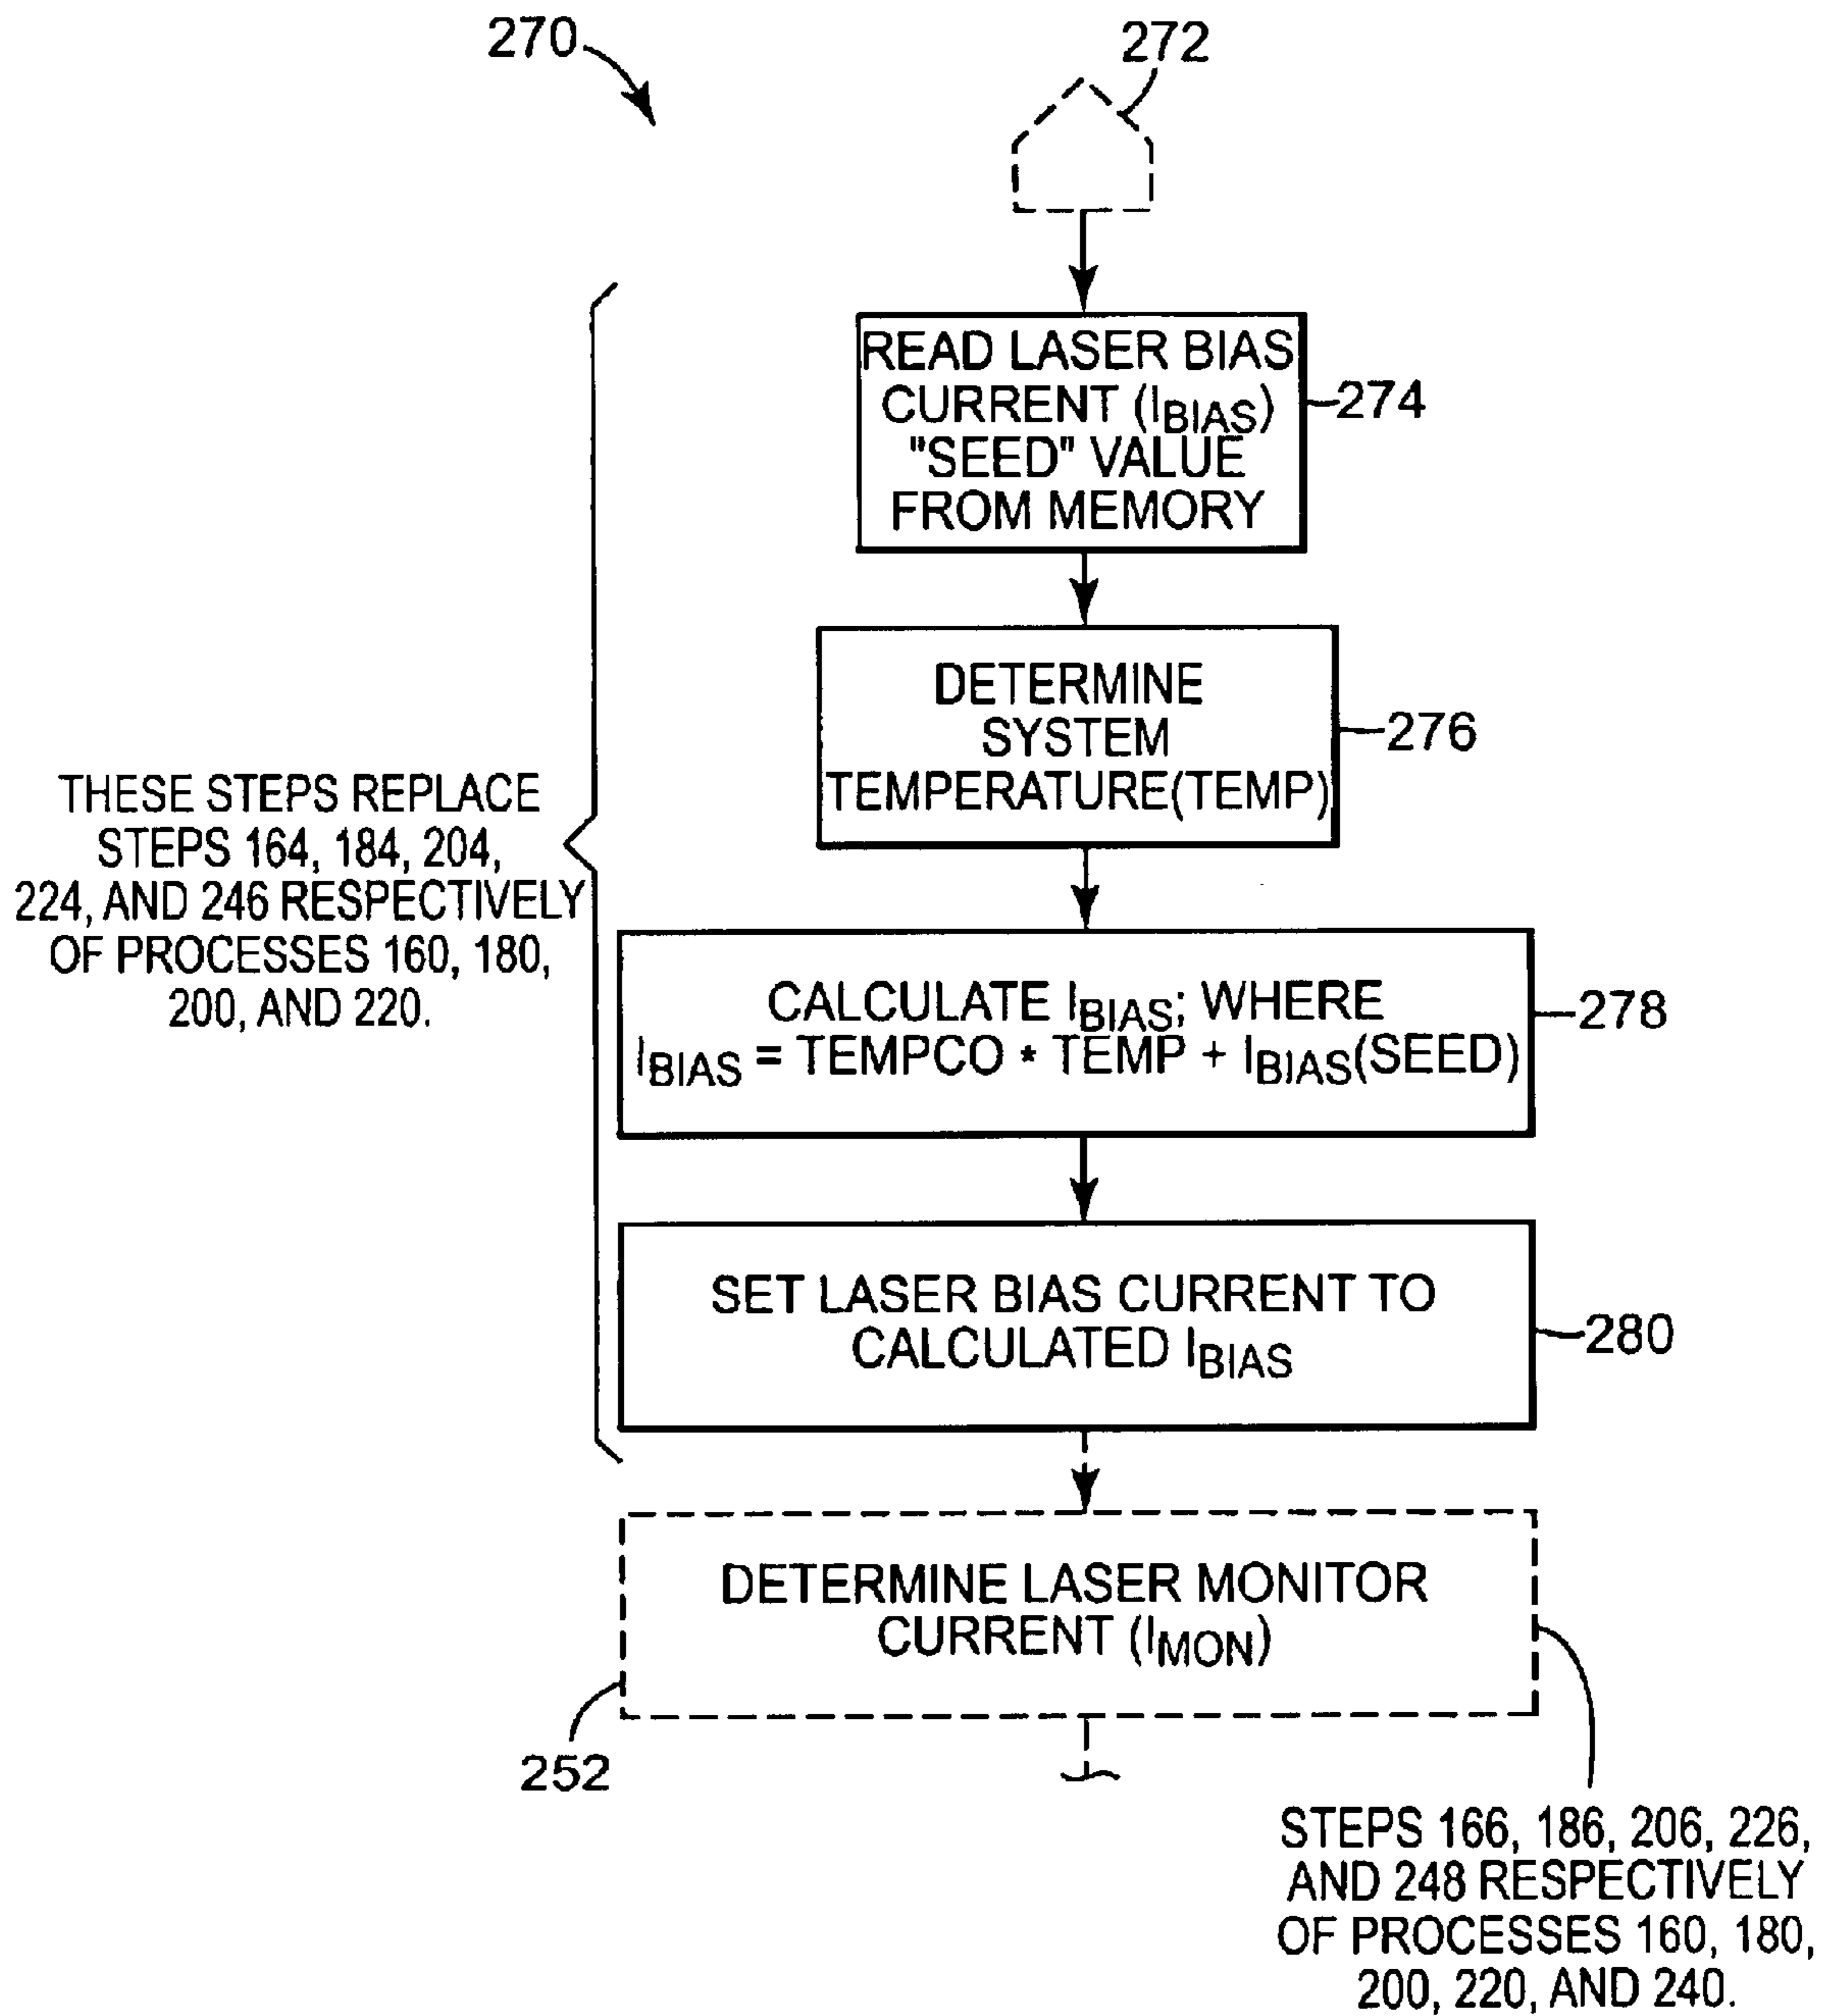 270
272
READ LASER BIAS
CURRENT (IBIAS)
"SEED" VALUE
FROM MEMORY
274
DETERMINE
SYSTEM
TEMPERATURE(TEMP)
276
THESE STEPS REPLACE
STEPS 164, 184, 204,
224, AND 246 RESPECTIVELY
OF PROCESSES 160, 180,
200, AND 220.
CALCULATE IBIAS; WHERE
IBIAS = TEMPCO * TEMP + IBIAS(SEED)
278
SET LASER BIAS CURRENT TO
CALCULATED IBIAS
280
DETERMINE LASER MONITOR
CURRENT (IMON)
252
STEPS 166, 186, 206, 226,
AND 248 RESPECTIVELY
OF PROCESSES 160, 180,
200, 220, AND 240.